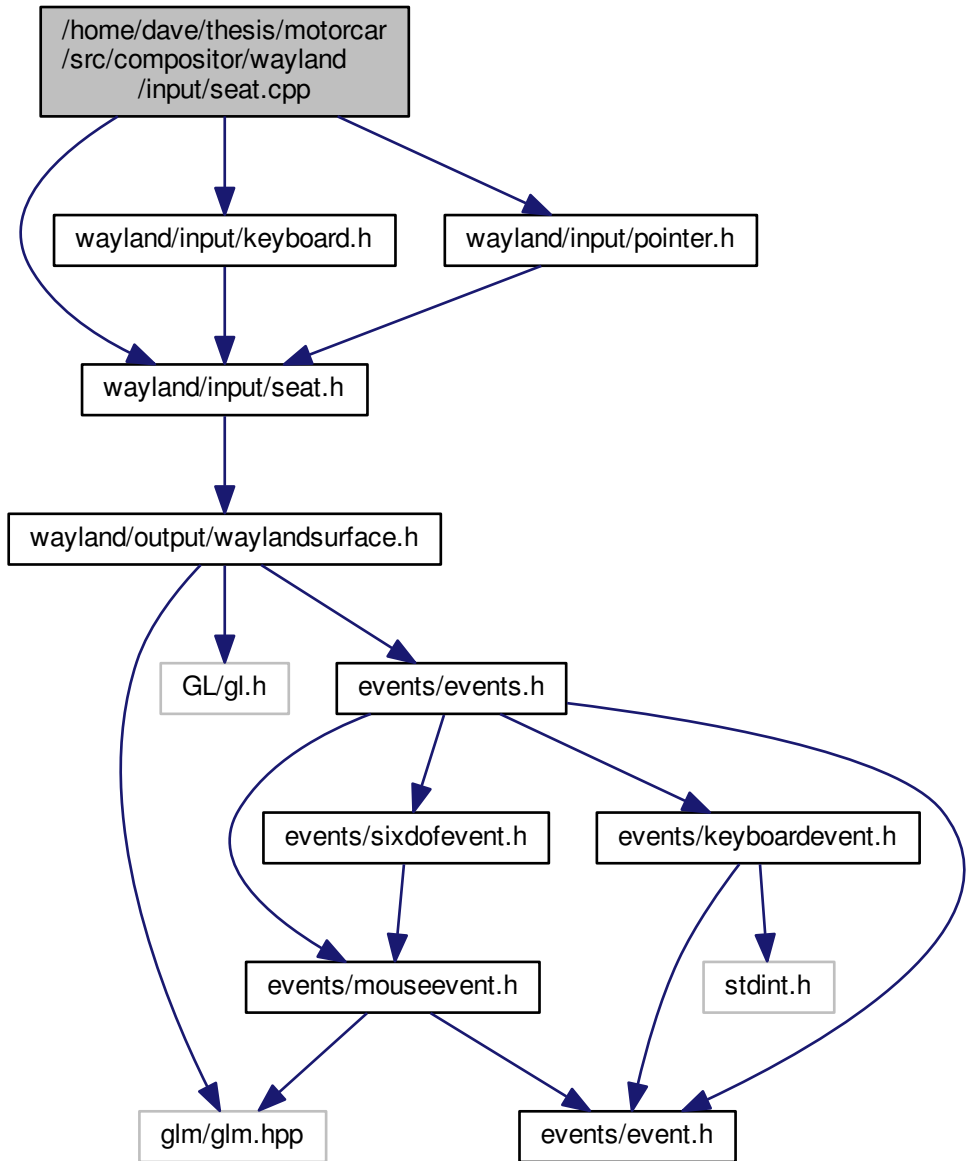 /home/dave/thesis/motorcar
/src/compositor/wayland
/input/seat.cpp
wayland/input/keyboard.h
wayland/input/pointer.h
wayland/input/seat.h
wayland/output/waylandsurface.h
GL/gl.h
events/events.h
events/sixdofevent.h
events/keyboardevent.h
events/mouseevent.h
stdint.h
glm/glm.hpp
events/event.h